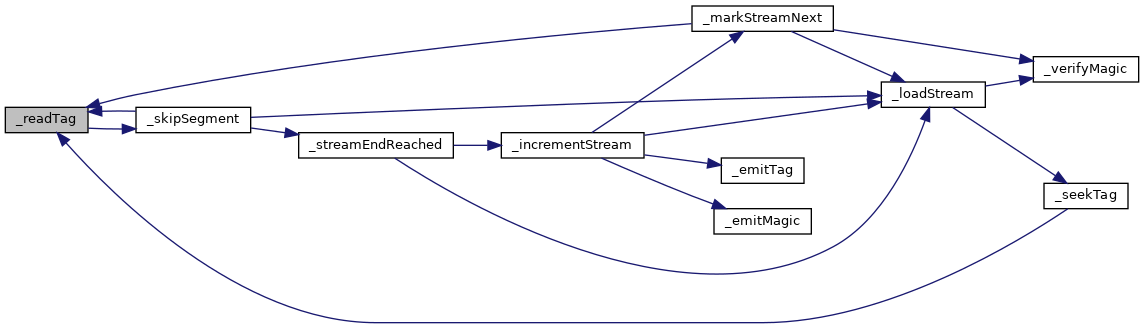 _markStreamNext
_verifyMagic
_loadStream
_readTag
_skipSegment
_streamEndReached
_incrementStream
_emitTag
_seekTag
_emitMagic